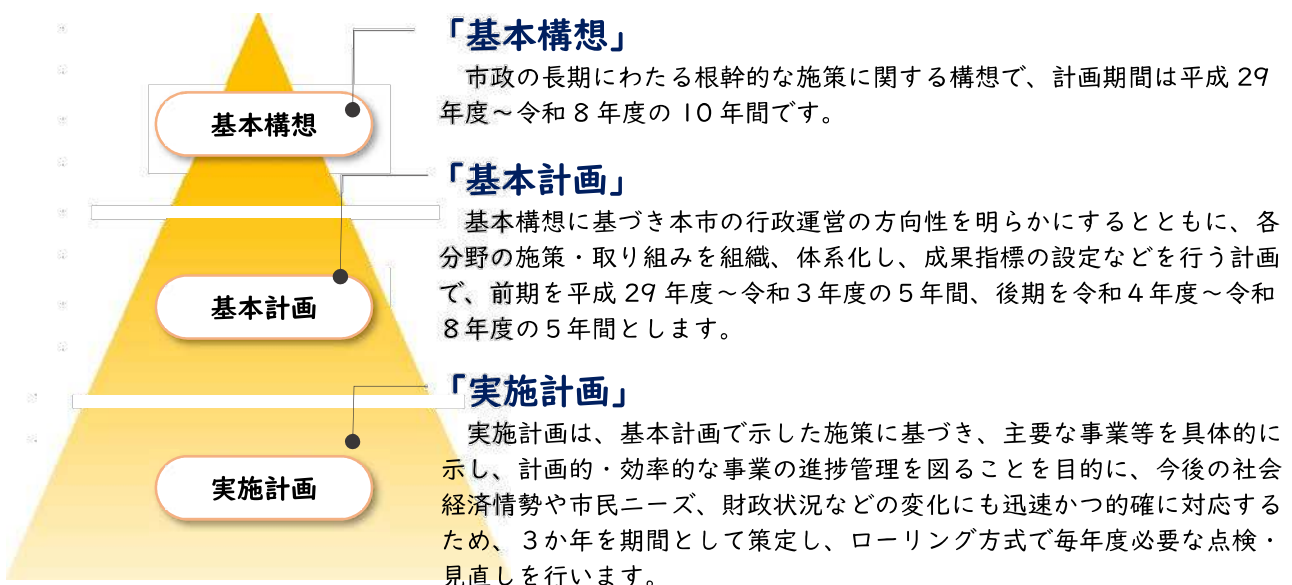 基本構想
基本計画
実施計画
「基本構想」
市政の長期にわたる根幹的な施策に関する構想で、計画期間は平成 29
年度～令和８年度の 10 年間です。
「基本計画」
基本構想に基づき本市の行政運営の方向性を明らかにするとともに、各
分野の施策・取り組みを組織、体系化し、成果指標の設定などを行う計画
で、前期を平成 29 年度～令和３年度の５年間、後期を令和４年度～令和
８年度の５年間とします。
「実施計画」
実施計画は、基本計画で示した施策に基づき、主要な事業等を具体的に
示し、計画的・効率的な事業の進捗管理を図ることを目的に、今後の社会
経済情勢や市民ニーズ、財政状況などの変化にも迅速かつ的確に対応する
ため、３か年を期間として策定し、ローリング方式で毎年度必要な点検・
見直しを行います。